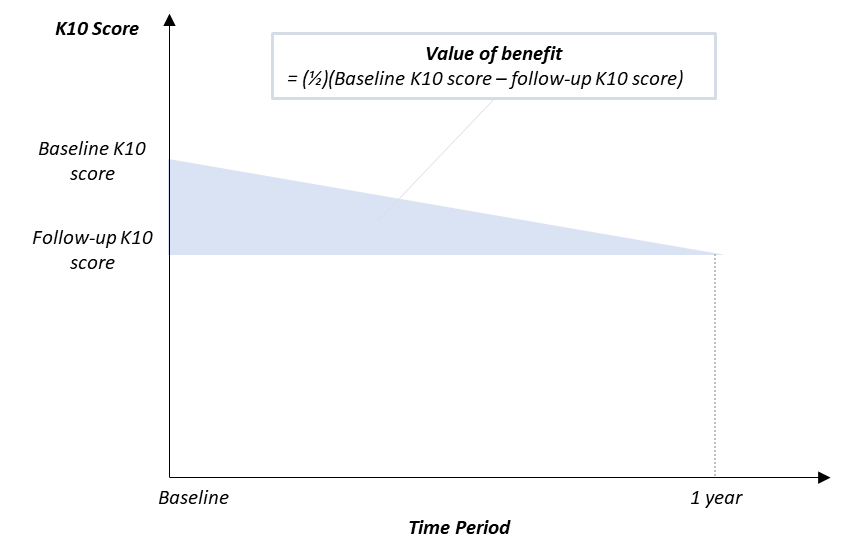 K10 Score
Value of benefit
= (½)(Baseline K10 score – follow-up K10 score)
Baseline K10
score
Follow-up K10
score
Baseline
1 year
Time Period